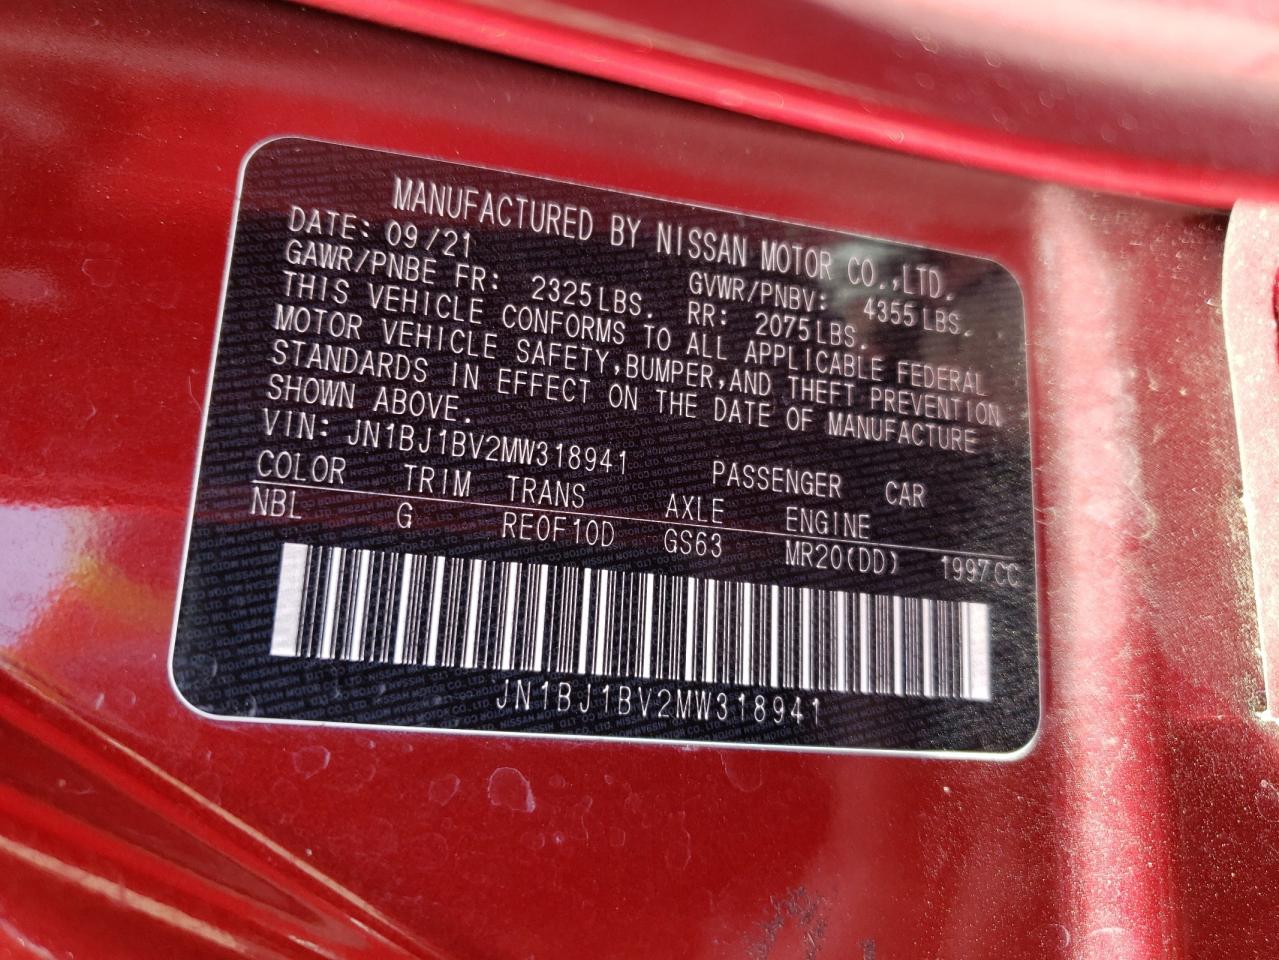 MANUFACTURED BY NISSAN MOTOR CO.,LTD.
DATE: 09/21 GVWR/PNBV: 4355LBS.
GAWR/PNBE FR: 2325LBS. RR: 2075LBS.
THIS VEHICLE CONFORMS TO ALL APPLICABLE FEDERAL
MOTOR VEHICLE SAFETY,BUMPER,AND THEFT PREVENTION
STANDARDS IN EFFECT ON THE DATE OF MANUFACTURE
SHOWN ABOVE.
VIN: JN1BJ1BV2MW318941 PASSENGER CAR
COLOR TRIM TRANS AXLE ENGINE
NBL G RE0F10D GS63 MR20(DD) 1997CC
JN1BJ1BV2MW318941